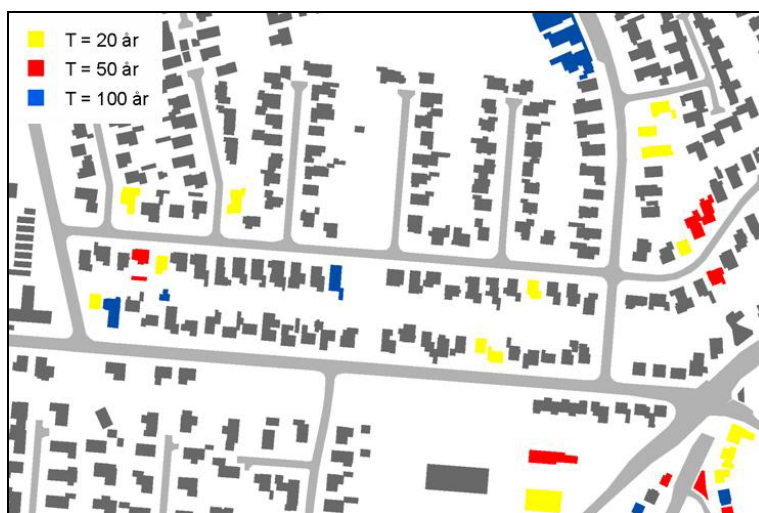 T = 20 år
T = 50 år
T = 100 år